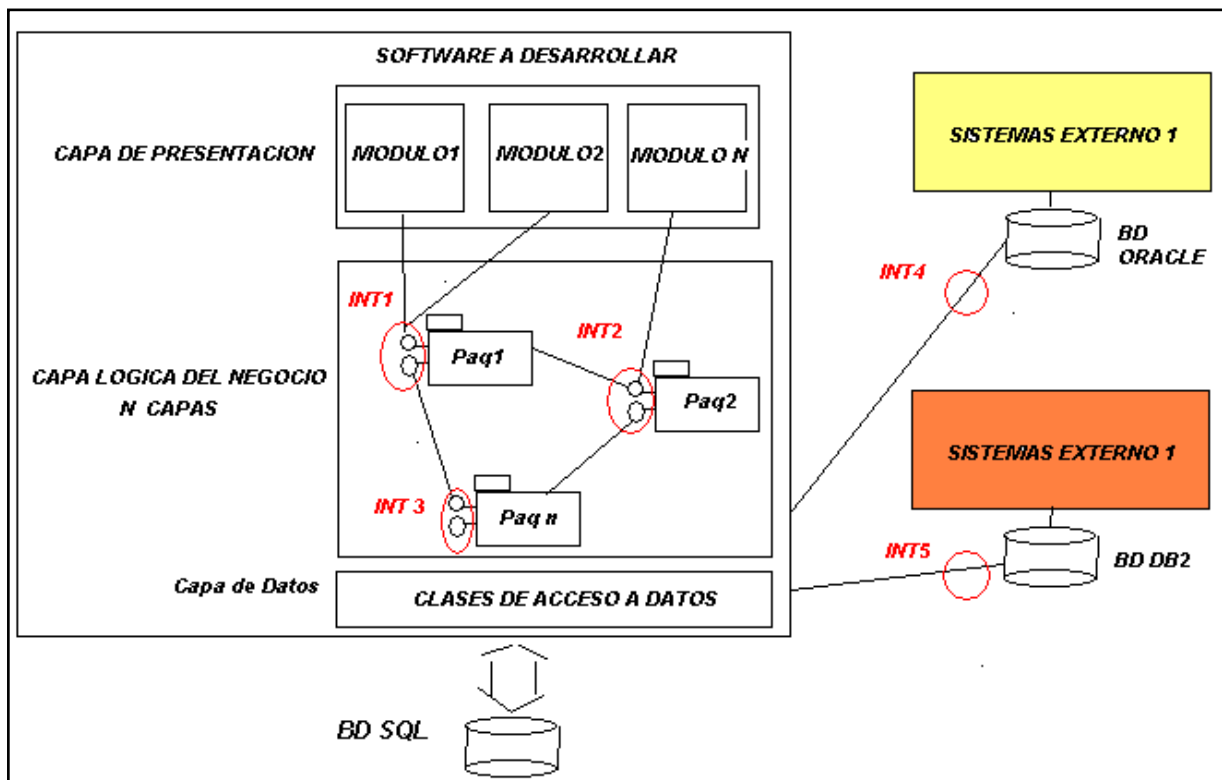 SOFTWARE A DESARROLLAR
CAPA DE PRESENTACION
MODULO1
MODULO2
MODULO N
SISTEMAS EXTERNO 1
BD
ORACLE
INT4
INT1
INT2
Paq1
Paq2
CAPA LOGICA DEL NEGOCIO
N CAPAS
INT 3
Paq n
SISTEMAS EXTERNO 1
INT5
BD DB2
Capa de Datos
CLASES DE ACCESO A DATOS
BD SQL